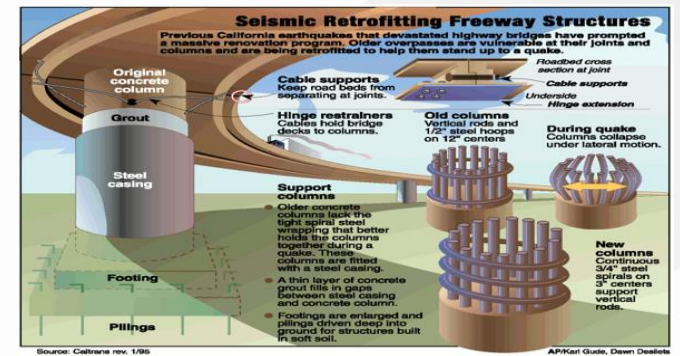 Seismic Retrofitting Freeway Structures
Previous California earthquakes that devastated highway bridges have prompted
a massive renovation program. Older overpasses are vulnerable at their joints and
columns and are being retrofitted to help them stand up to a quake.
Original
concrete
column
Grout
Steel
casing
Footing
Pilings
Cable supports
Keep road beds from
separating at joints.
Hinge restrainers
Cables hold bridge
decks to columns.
Roadbed cross
section at joint
Cable supports
Underside
Hinge extension
Old columns
Vertical rods and
1/2" steel hoops
on 12" centers
During quake
Columns collapse
under lateral motion.
Support
columns
Older concrete
columns lack the
tight spiral steel
wrapping that better
holds the columns
together during a
quake. These
columns are fitted
with a steel casing.
A thin layer of concrete
grout fills in gaps
between steel casing
and concrete column.
Footings are enlarged and
pilings driven deep into
ground for structures built
in soft soil.
New
columns
Continuous
3/4" steel
spirals on
3" centers
support
vertical
rods.
Source: Caltrans rev. 1/95
AP/Karl Gude, Dawn Desilets